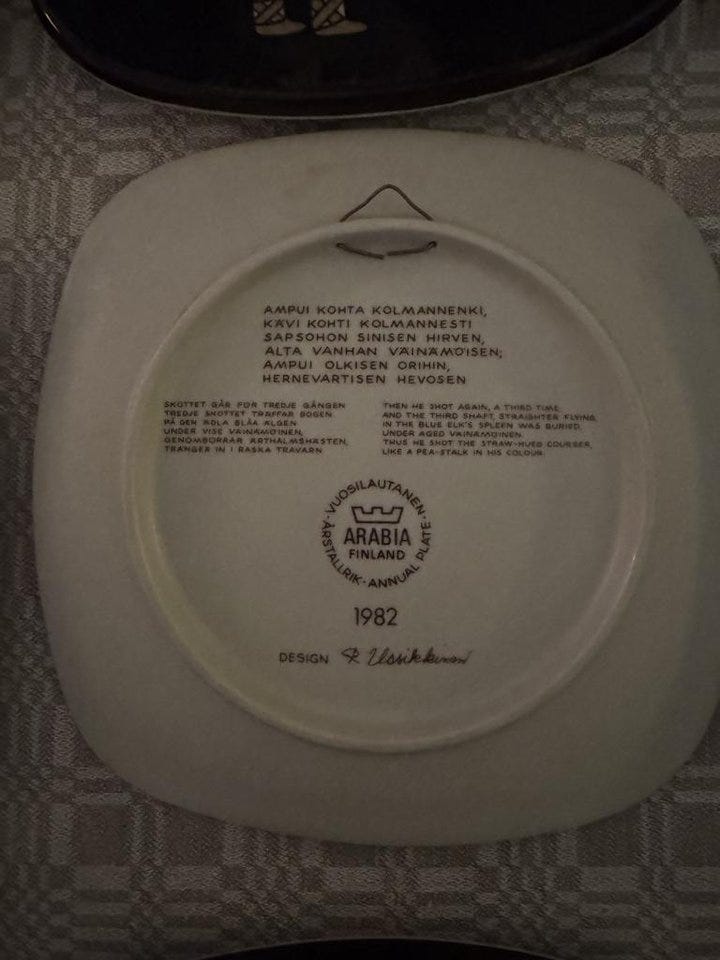 AMPUI KOHTA KOLMANNENKI,
KÄVI KOHTI KOLMANNESTI
SAPSOHON SINISEN HIRVEN,
ALTA VANHAN VÄINÄMÖISEN;
AMPUI OLKISEN ORIHIN,
HERNEVARTISEN HEVOSEN
SKOTTET GÅR FÖR TREDJE GÅNGEN
TREDJE SKOTTET TRÄFFAR BOGEN
PÅ DEN ÄDLA BLÅA ÄLGEN
UNDER VISE VÄINÄMÖINEN,
GENOMBORRAR ÄRTHALMSHÄSTEN,
TRÄNGER IN I RASKA TRAVARN
THEN HE SHOT AGAIN, A THIRD TIME,
AND THE THIRD SHAFT, STRAIGHTER FLYING,
IN THE BLUE ELK'S SPLEEN WAS BURIED,
UNDER AGED VÄINÄMÖINEN.
THUS HE SHOT THE STRAW-HUED COURSER,
LIKE A PEA-STALK IN HIS COLOUR.
VUOSILAUTANEN · ANNUAL PLATE · ÅRSTALLRIK ·
ARABIA
FINLAND
1982
DESIGN R. Uosikkinen